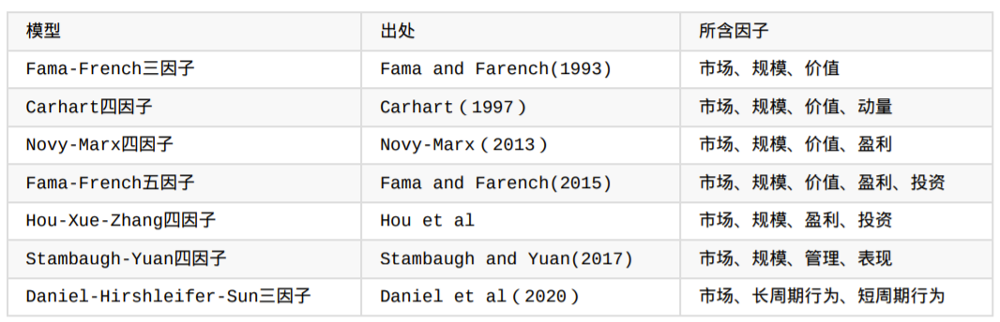 模型 出处 所含因子
Fama-French三因子 Fama and Farench(1993) 市场、规模、价值
Carhart四因子 Carhart（1997） 市场、规模、价值、动量
Novy-Marx四因子 Novy-Marx（2013） 市场、规模、价值、盈利
Fama-French五因子 Fama and Farench(2015) 市场、规模、价值、盈利、投资
Hou-Xue-Zhang四因子 Hou et al 市场、规模、盈利、投资
Stambaugh-Yuan四因子 Stambaugh and Yuan(2017) 市场、规模、管理、表现
Daniel-Hirshleifer-Sun三因子 Daniel et al（2020） 市场、长周期行为、短周期行为